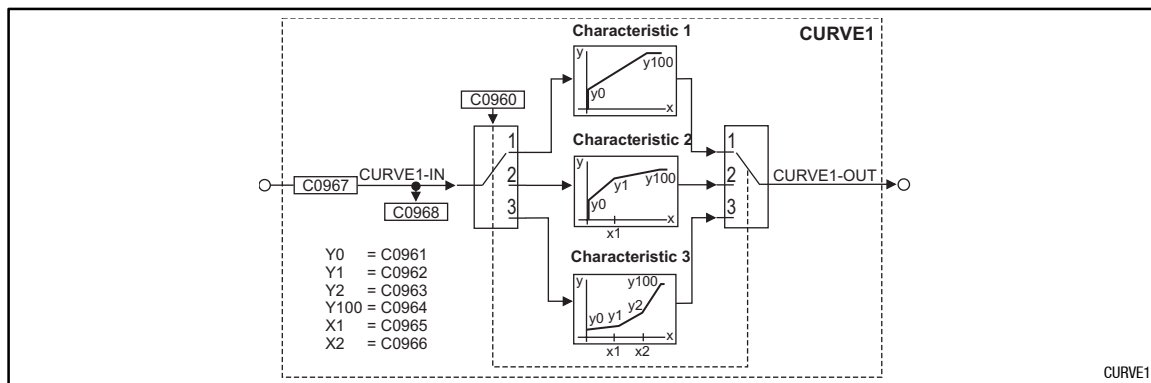 Characteristic 1
CURVE1
y
y100
y0
x
C0960
Characteristic 2
1
2
3
y
y1
y100
y0
x
x1
1
2
3
C0967
CURVE1-IN
C0968
CURVE1-OUT
Characteristic 3
y
y100
y2
y0
y1
x
x1
x2
Y0 = C0961
Y1 = C0962
Y2 = C0963
Y100 = C0964
X1 = C0965
X2 = C0966
CURVE1